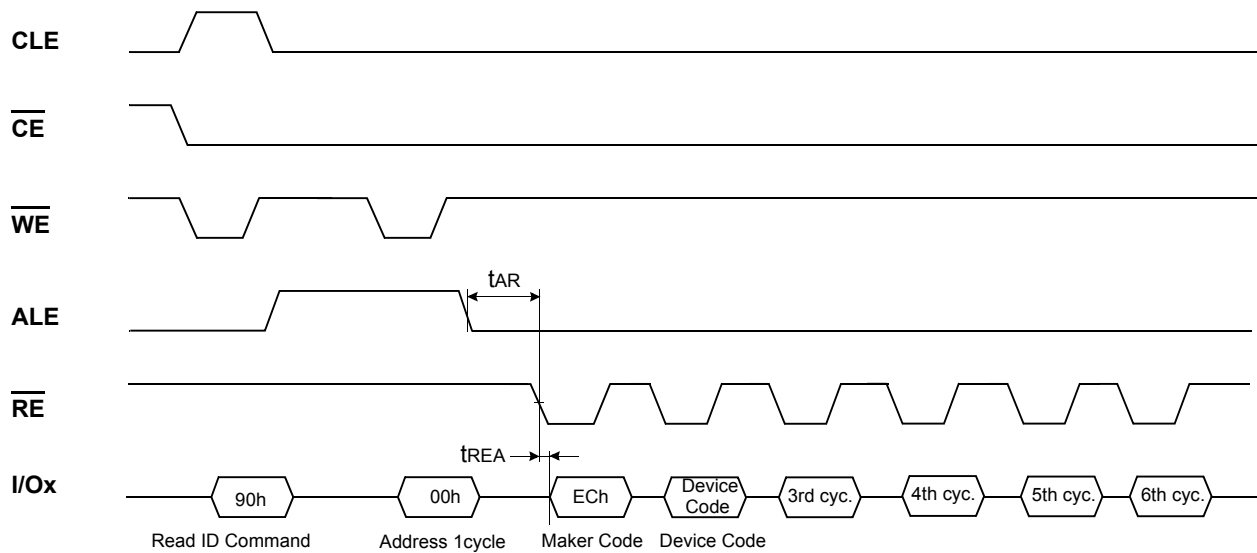 CLE
CE
WE
tAR
ALE
RE
tREA
I/Ox
90h
00h
ECh
Device
Code
3rd cyc.
4th cyc.
5th cyc.
6th cyc.
Read ID Command
Address 1cycle
Maker Code
Device Code